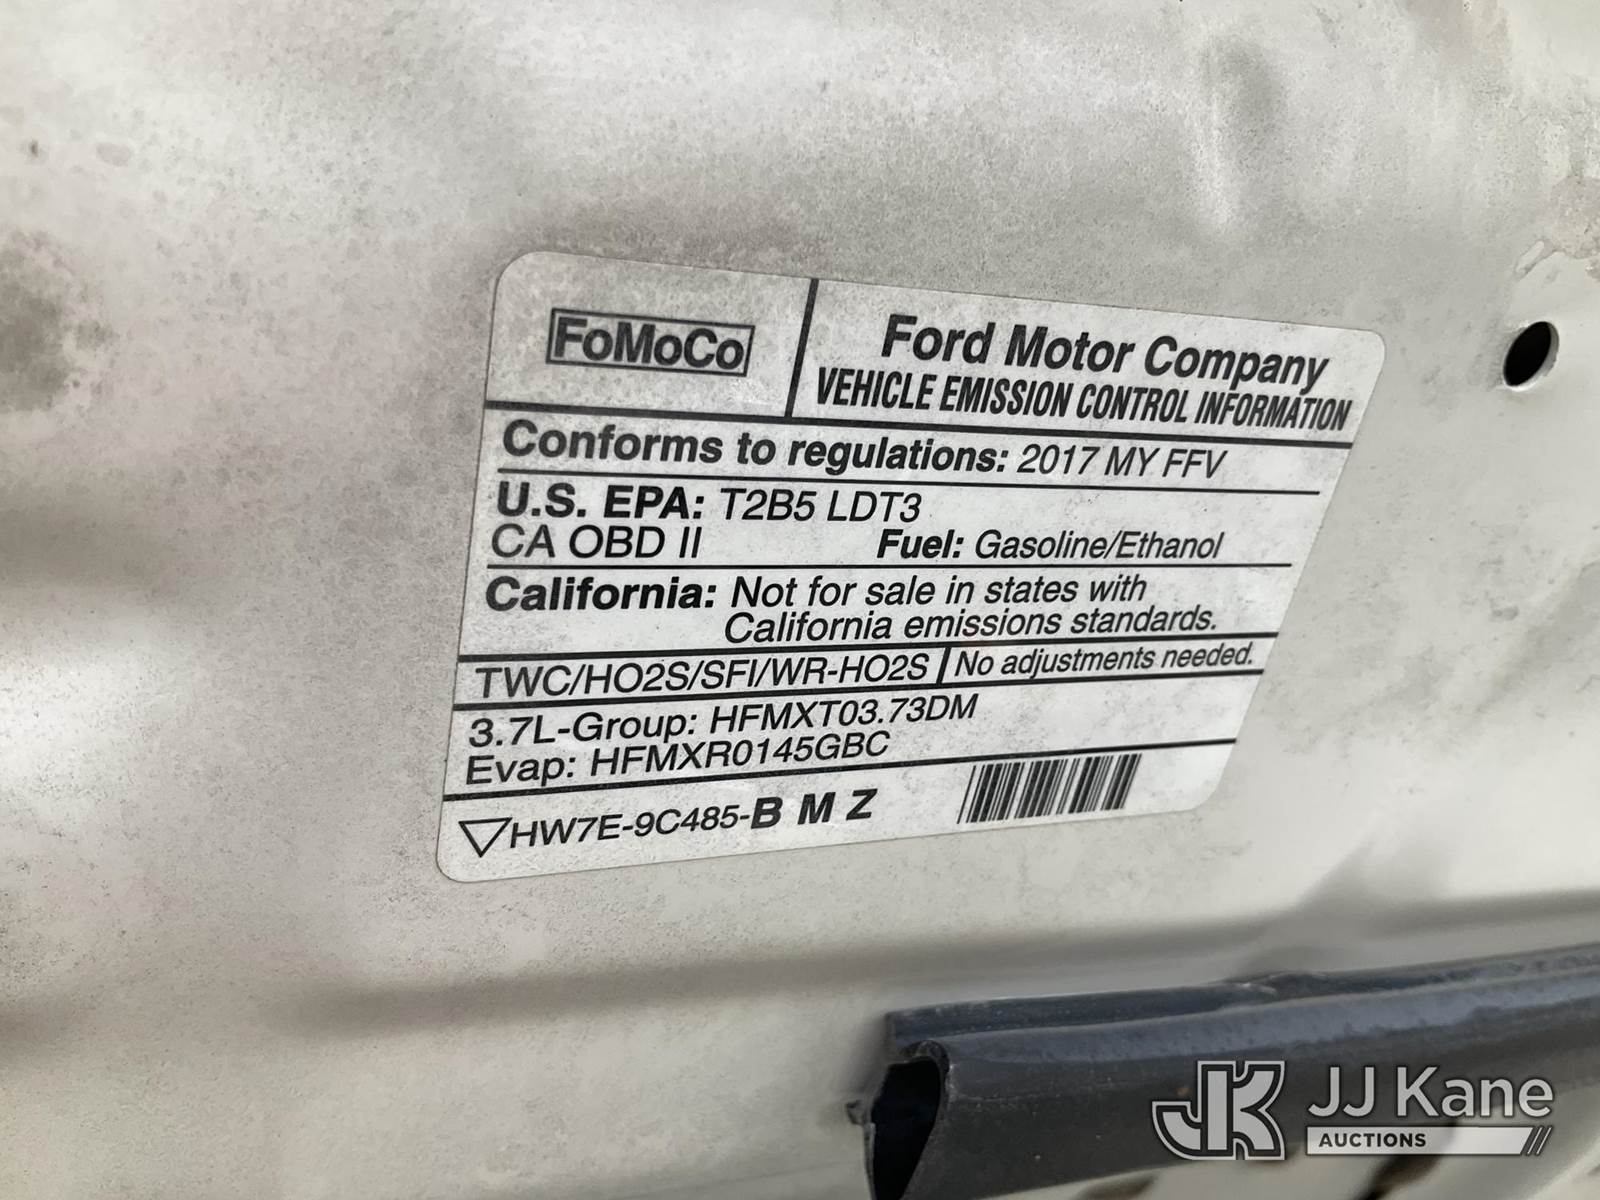 FoMoCo
Ford Motor Company
VEHICLE EMISSION CONTROL INFORMATION
Conforms to regulations: 2017 MY FFV
U.S. EPA: T2B5 LDT3
CA OBD II Fuel: Gasoline/Ethanol
California: Not for sale in states with
California emissions standards.
TWC/HO2S/SFI/WR-HO2S No adjustments needed.
3.7L-Group: HFMXT03.73DM
Evap: HFMXR0145GBC
HW7E-9C485-B M Z
JK JJ Kane
AUCTIONS